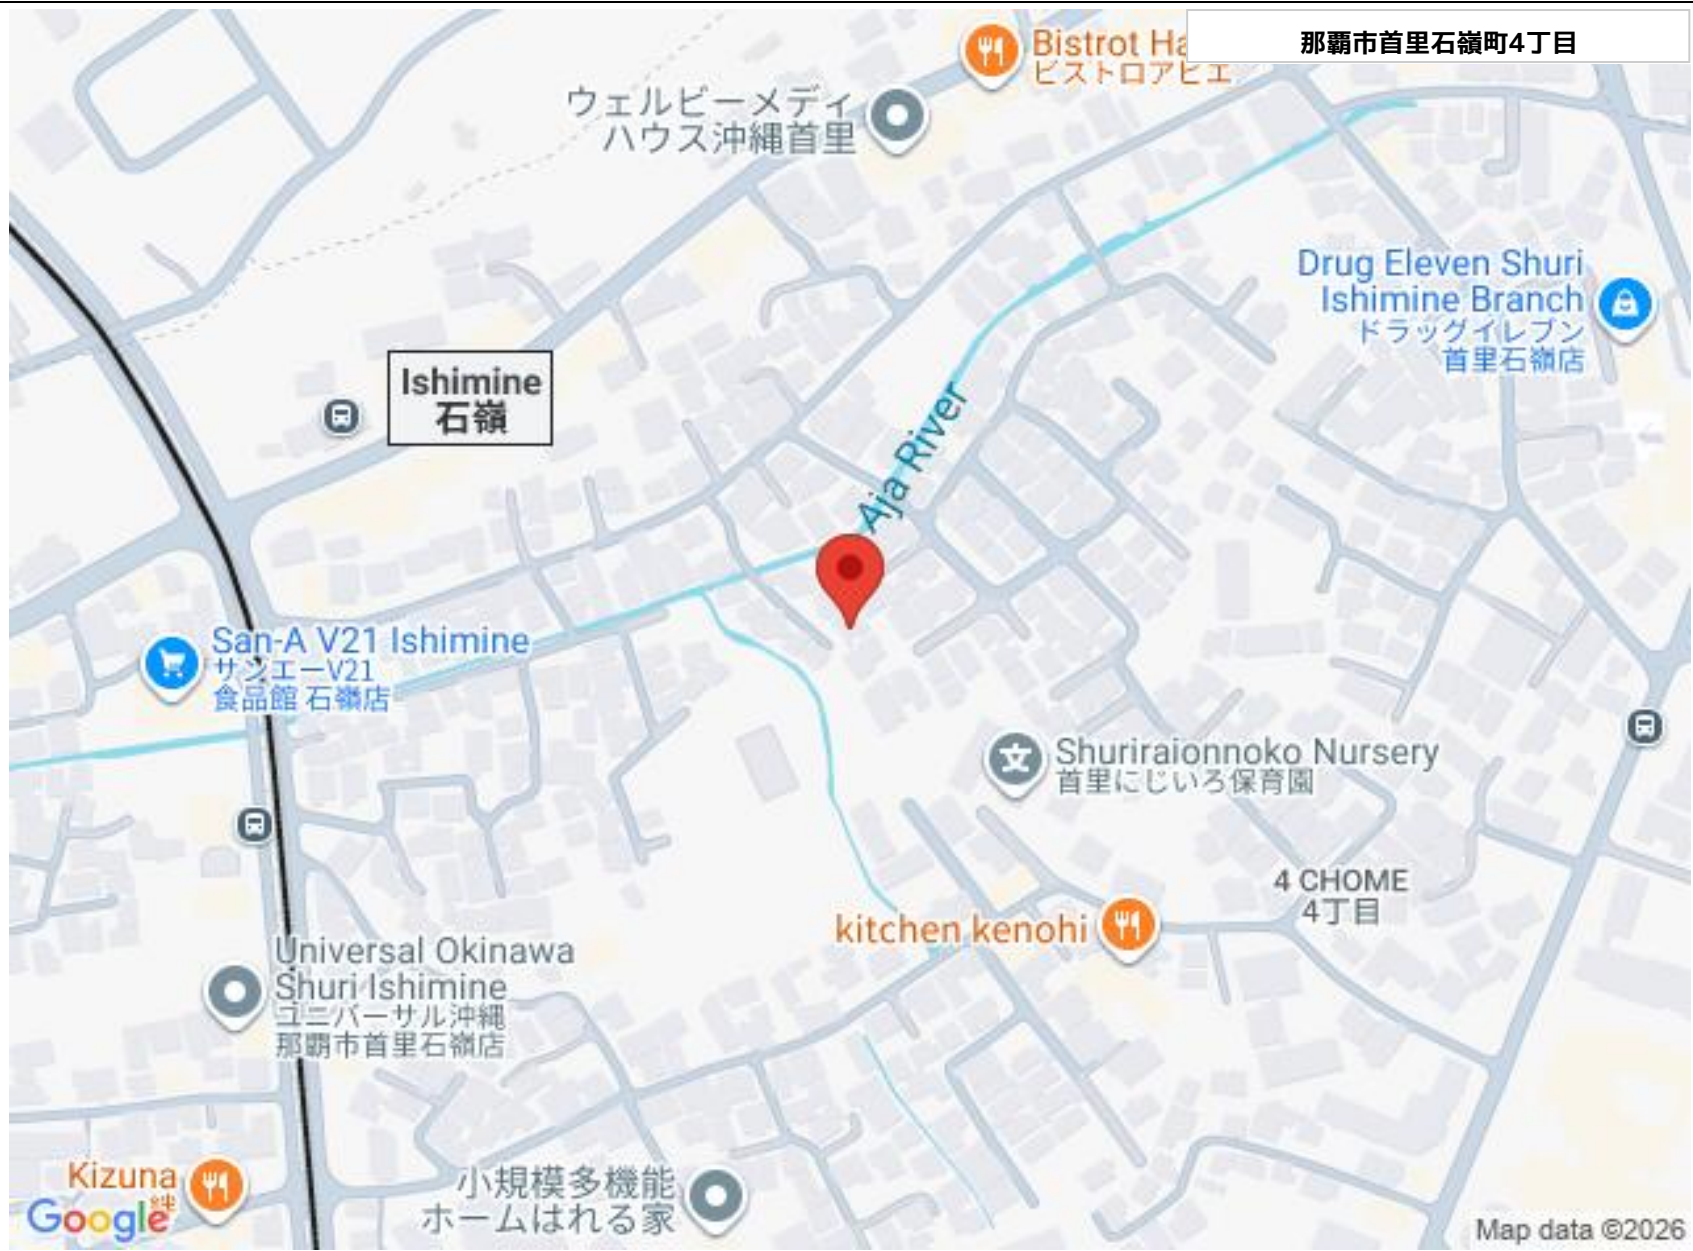 那覇市首里石嶺町4丁目
Bistrot Ha
ビストロアビエ
ウェルビーメディ
ハウス沖縄首里
Drug Eleven Shuri
Ishimine Branch
ドラッグイレブン
首里石嶺店
Ishimine
石嶺
Aja River
San-A V21 Ishimine
サンエーV21
食品館 石嶺店
Shuriraionnoko Nursery
首里にじいろ保育園
文
4 CHOME
4丁目
kitchen kenohi
Universal Okinawa
Shuri Ishimine
ユニバーサル沖縄
那覇市首里石嶺店
Kizuna
絆
小規模多機能
ホームはれる家
Google
Map data ©2026